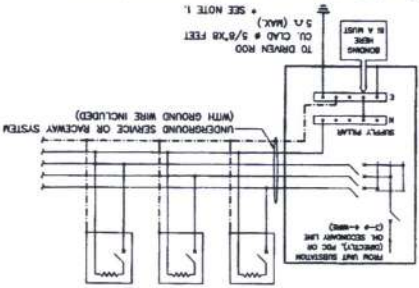 FROM UNIT SUBSTATION
(DIRECTLY), PDC OR
OH. SECONDARY LINE
(3-ø 4-WIRE)
SUPPLY PILLAR
N
E
UNDERGROUND SERVICE OR RACEWAY SYSTEM
(WITH GROUND WIRE INCLUDED)
BONDING
HERE
IS A MUST
TO DRIVEN ROD
CU. CLAD ø 5/8"X8 FEET
5 Ω (MAX.)
* SEE NOTE 1.